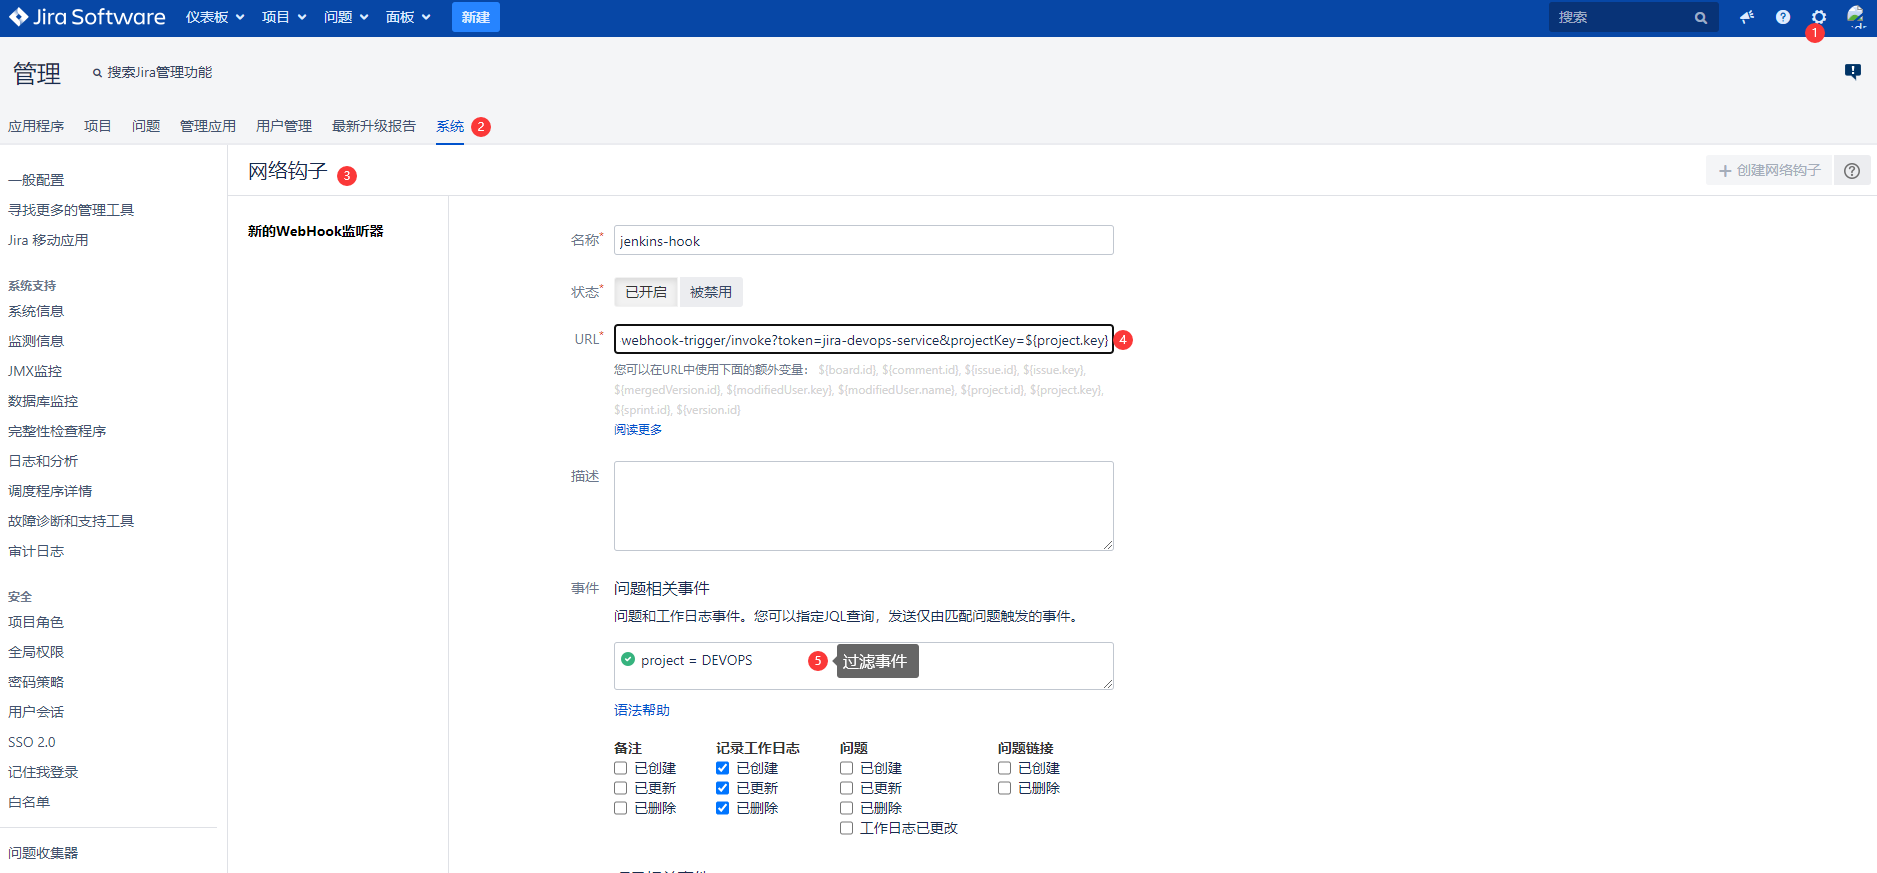 Jira Software 仪表板 项目 问题 面板 新建 搜索
1
管理 搜索Jira管理功能
应用程序 项目 问题 管理应用 用户管理 最新升级报告 系统 2
网络钩子 3 + 创建网络钩子
一般配置
寻找更多的管理工具
Jira 移动应用
系统支持
系统信息
监测信息
JMX监控
数据库监控
完整性检查程序
日志和分析
调度程序详情
故障诊断和支持工具
审计日志
安全
项目角色
全局权限
密码策略
用户会话
SSO 2.0
记住我登录
白名单
问题收集器
新的WebHook监听器
名称* jenkins-hook
状态* 已开启 被禁用
URL* webhook-trigger/invoke?token=jira-devops-service&projectKey=${project.key} 4
您可以在URL中使用下面的额外变量： ${board.id}, ${comment.id}, ${issue.id}, ${issue.key},
${mergedVersion.id}, ${modifiedUser.key}, ${modifiedUser.name}, ${project.id}, ${project.key},
${sprint.id}, ${version.id}
阅读更多
描述
事件 问题相关事件
问题和工作日志事件。您可以指定JQL查询，发送仅由匹配问题触发的事件。
project = DEVOPS 5 过滤事件
语法帮助
备注 记录工作日志 问题 问题链接
已创建 已创建 已创建 已创建
已更新 已更新 已更新 已删除
已删除 已删除 已删除
工作日志已更改